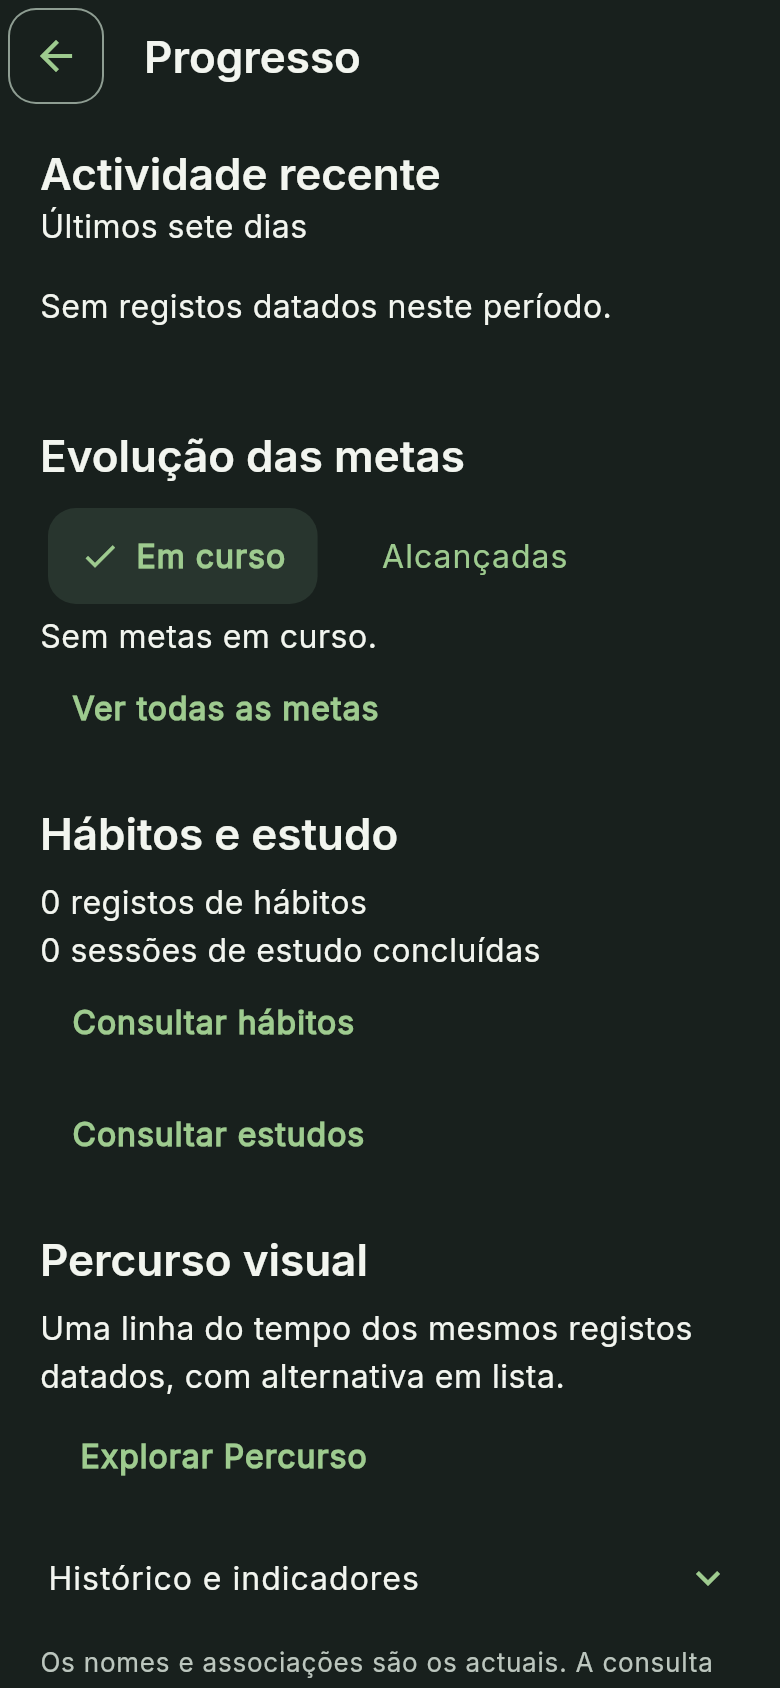 Progresso
Actividade recente
Últimos sete dias
Sem registos datados neste período.
Evolução das metas
Em curso
Alcançadas
Sem metas em curso.
Ver todas as metas
Hábitos e estudo
0 registos de hábitos
0 sessões de estudo concluídas
Consultar hábitos
Consultar estudos
Percurso visual
Uma linha do tempo dos mesmos registos
datados, com alternativa em lista.
Explorar Percurso
Histórico e indicadores
Os nomes e associações são os actuais. A consulta